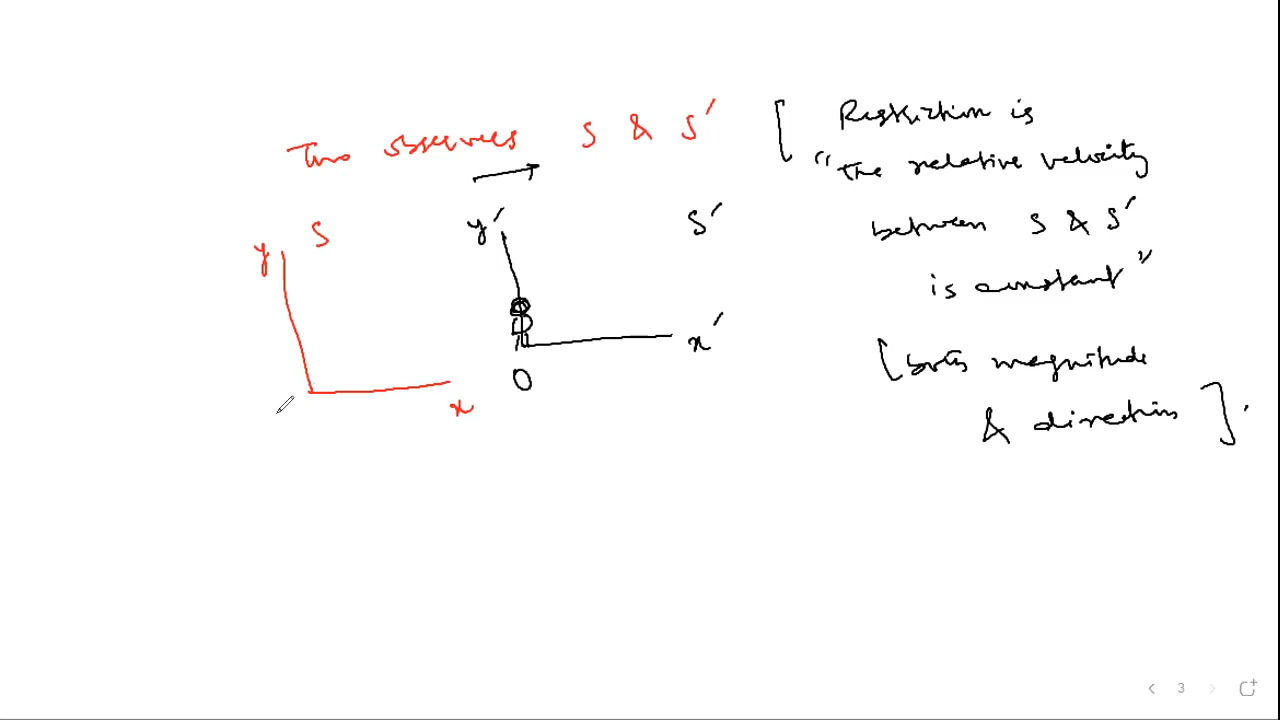 Two observers S & S′
[ Restriction is
"The relative velocity
between S & S′
is constant"
[both magnitude
& direction].
y S
x
y′ S′
x′
O
3